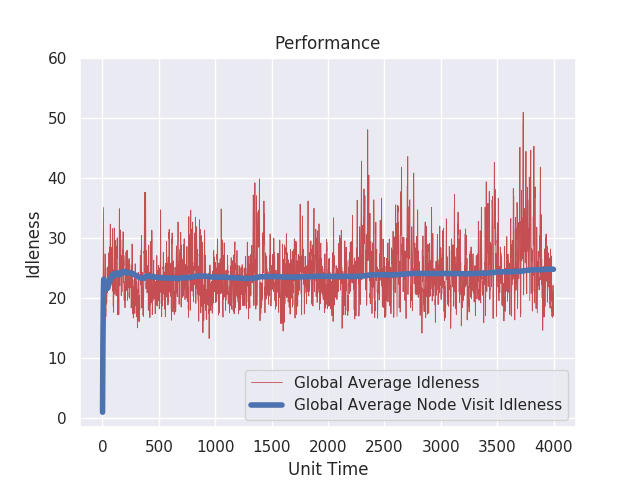 Performance
60
50
40
30
20
10
0
Idleness
Global Average Idleness
Global Average Node Visit Idleness
0 500 1000 1500 2000 2500 3000 3500 4000
Unit Time